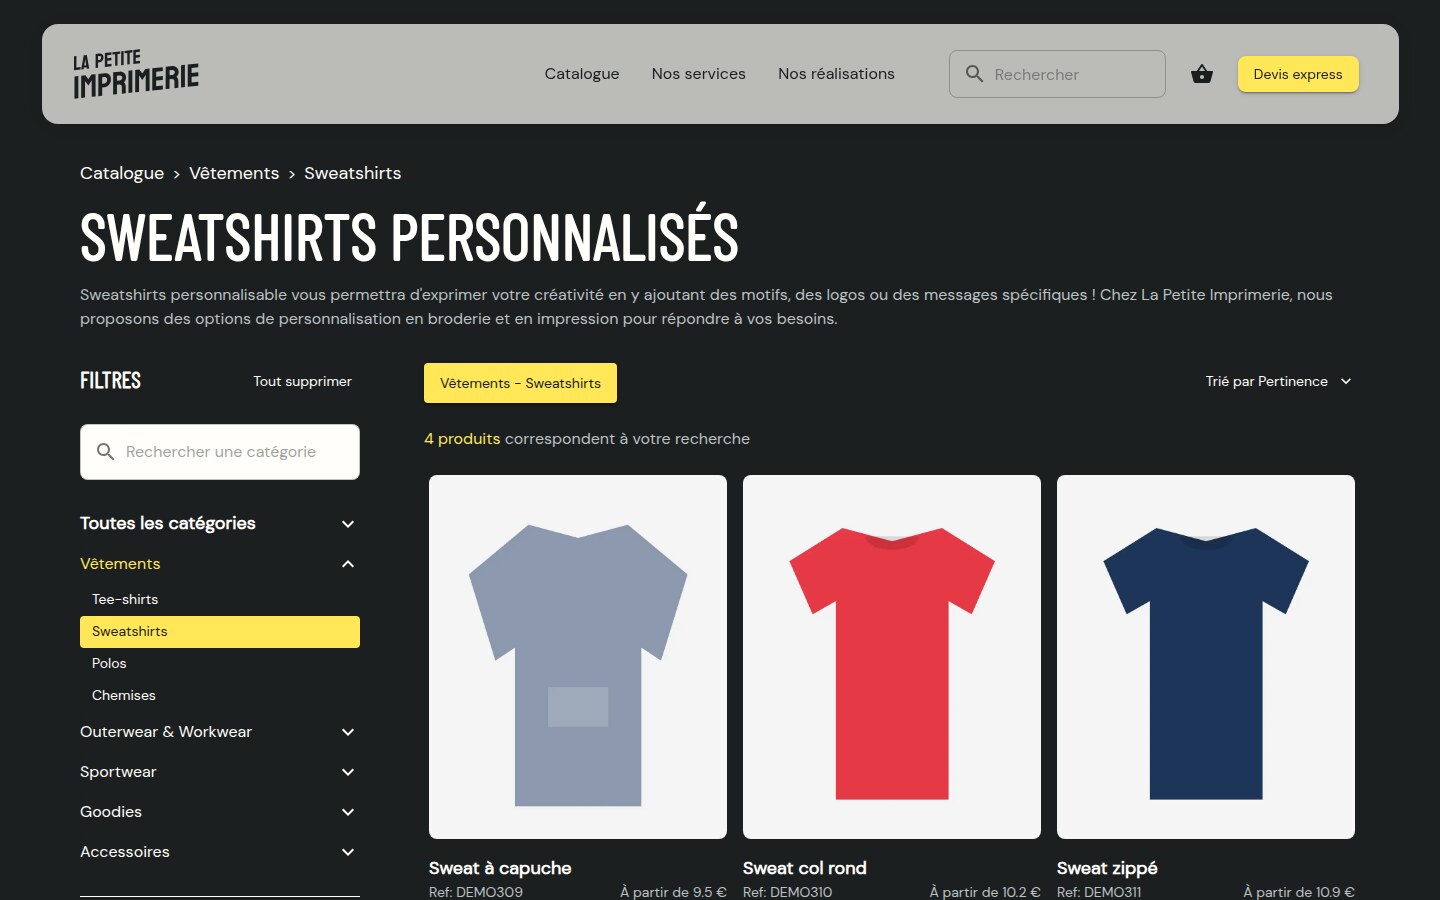 LA PETITE
IMPRIMERIE
Catalogue
Nos services
Nos réalisations
Rechercher
Devis express
Catalogue > Vêtements > Sweatshirts
SWEATSHIRTS PERSONNALISÉS
Sweatshirts personnalisable vous permettra d'exprimer votre créativité en y ajoutant des motifs, des logos ou des messages spécifiques ! Chez La Petite Imprimerie, nous
proposons des options de personnalisation en broderie et en impression pour répondre à vos besoins.
FILTRES
Tout supprimer
Rechercher une catégorie
Toutes les catégories
Vêtements
Tee-shirts
Sweatshirts
Polos
Chemises
Outerwear & Workwear
Sportwear
Goodies
Accessoires
Vêtements - Sweatshirts
Trié par Pertinence
4 produits correspondent à votre recherche
Sweat à capuche
Ref: DEMO309
À partir de 9.5 €
Sweat col rond
Ref: DEMO310
À partir de 10.2 €
Sweat zippé
Ref: DEMO311
À partir de 10.9 €